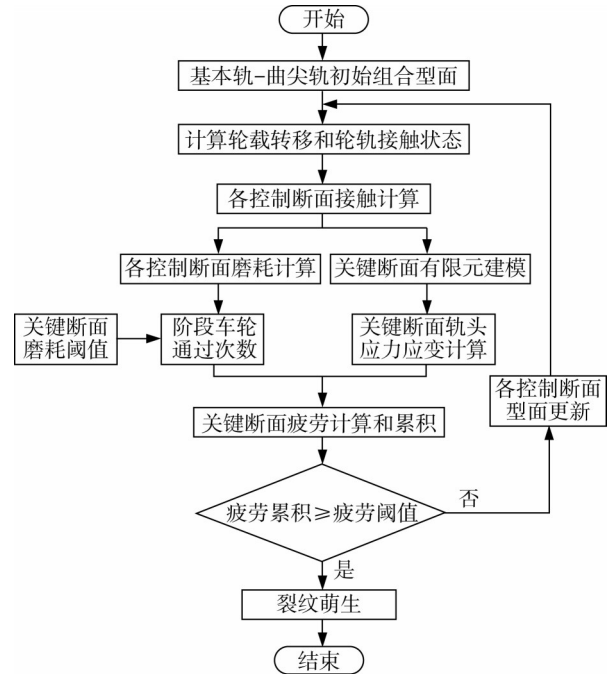 开始
基本轨-曲尖轨初始组合型面
计算轮载转移和轮轨接触状态
各控制断面接触计算
各控制断面磨耗计算
关键断面有限元建模
关键断面
磨耗阈值
阶段车轮
通过次数
关键断面轨头
应力应变计算
各控制断面
型面更新
关键断面疲劳计算和累积
疲劳累积≥疲劳阈值
否
是
裂纹萌生
结束